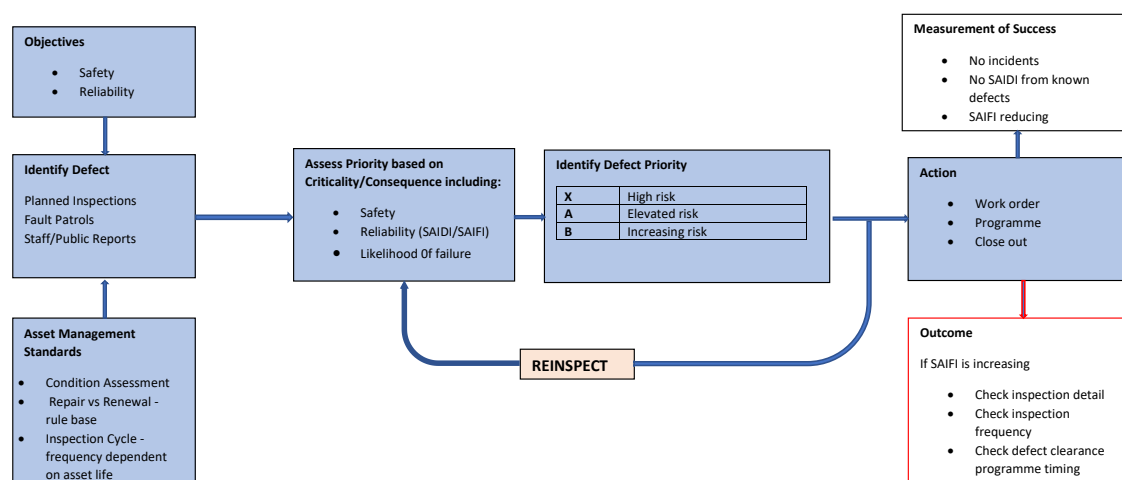 Objectives
• Safety
• Reliability
Identify Defect
Planned Inspections
Fault Patrols
Staff/Public Reports
Asset Management
Standards
• Condition Assessment
• Repair vs Renewal -
rule base
• Inspection Cycle -
frequency dependent
on asset life
Assess Priority based on
Criticality/Consequence including:
• Safety
• Reliability (SAIDI/SAIFI)
• Likelihood 0f failure
Identify Defect Priority
X High risk
A Elevated risk
B Increasing risk
REINSPECT
Measurement of Success
• No incidents
• No SAIDI from known
defects
• SAIFI reducing
Action
• Work order
• Programme
• Close out
Outcome
If SAIFI is increasing
• Check inspection detail
• Check inspection
frequency
• Check defect clearance
programme timing